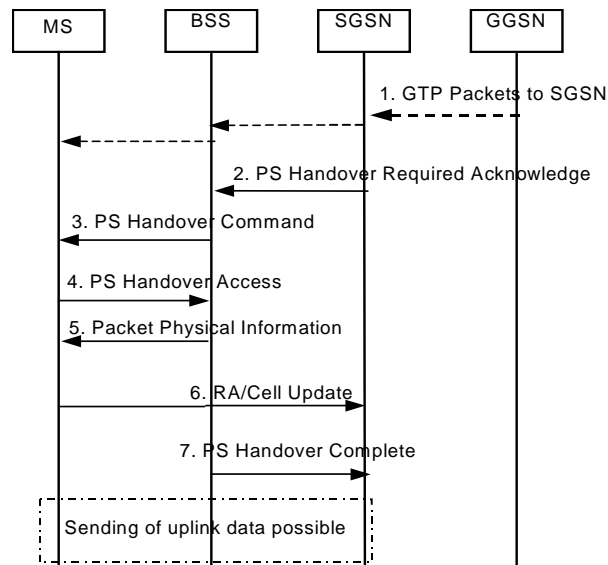 MS
BSS
SGSN
GGSN
1. GTP Packets to SGSN
2. PS Handover Required Acknowledge
3. PS Handover Command
4. PS Handover Access
5. Packet Physical Information
6. RA/Cell Update
7. PS Handover Complete
Sending of uplink data possible